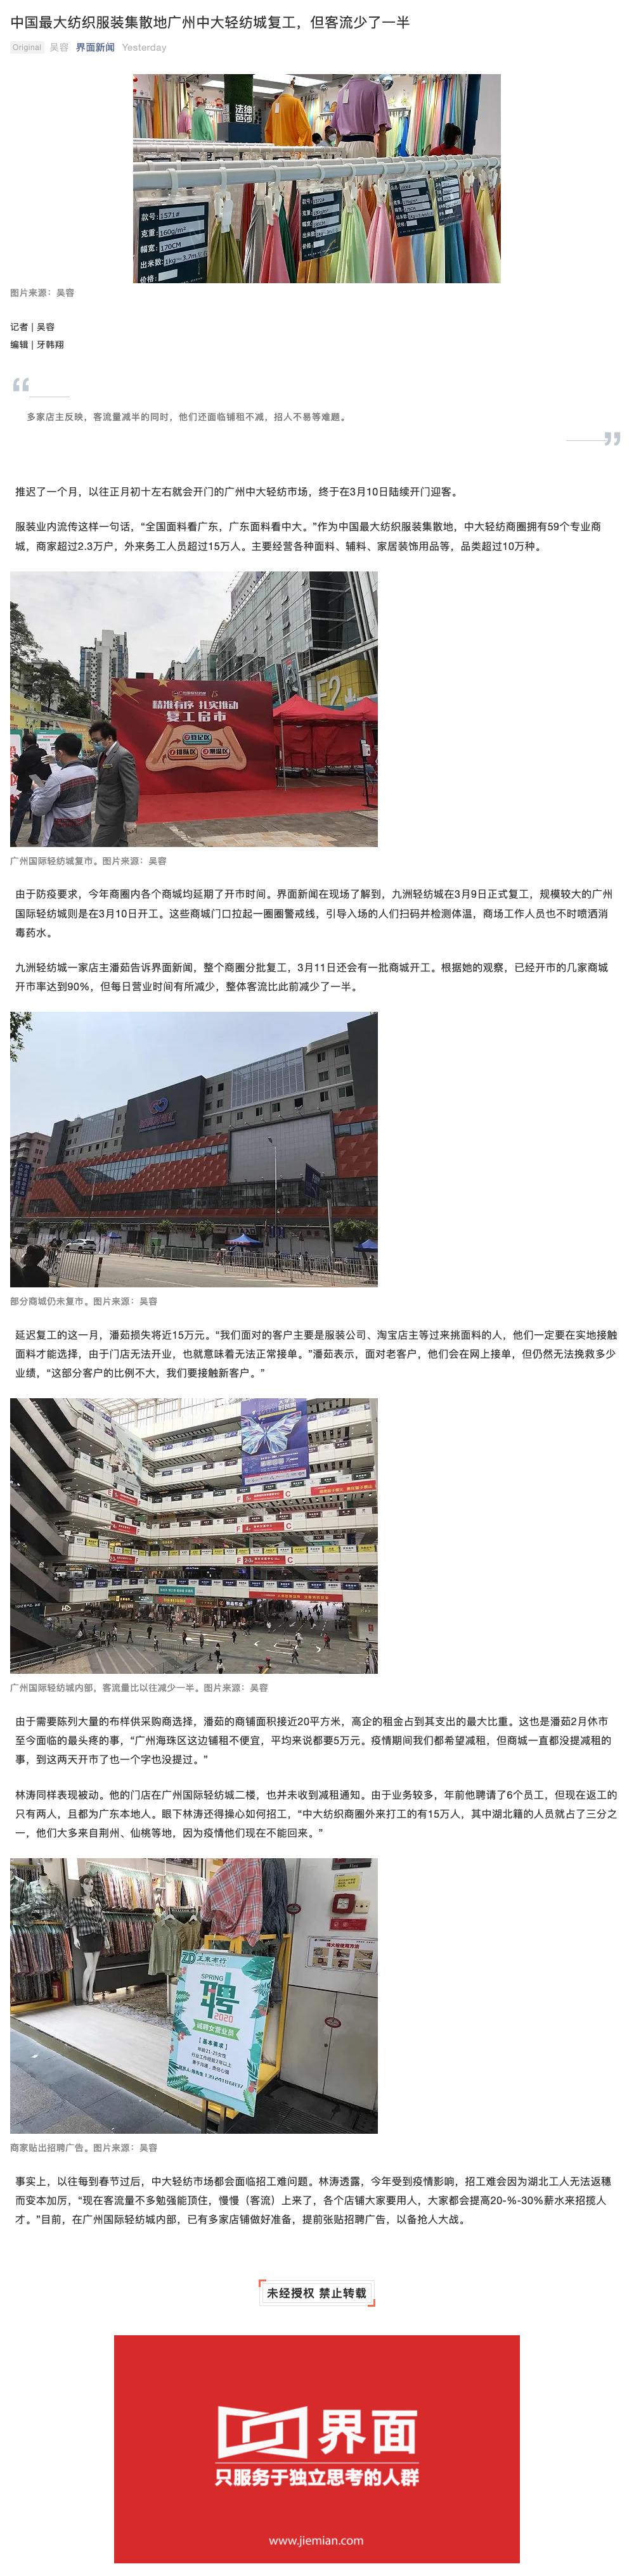 中国最大纺织服装集散地广州中大轻纺城复工，但客流少了一半
Original 吴容 界面新闻 Yesterday
法绅
色莎
款号:1571#
克重:160g/m²
幅宽:170CM
出米数:1kg—3.7m
价格:
图片来源：吴容
记者 | 吴容
编辑 | 牙韩翔
多家店主反映，客流量减半的同时，他们还面临铺租不减，招人不易等难题。
推迟了一个月，以往正月初十左右就会开门的广州中大轻纺市场，终于在3月10日陆续开门迎客。
服装业内流传这样一句话，“全国面料看广东，广东面料看中大。”作为中国最大纺织服装集散地，中大轻纺商圈拥有59个专业商
城，商家超过2.3万户，外来务工人员超过15万人。主要经营各种面料、辅料、家居装饰用品等，品类超过10万种。
精准有序 扎实推动
复工启市
登记区
排队区
测温区
广州国际轻纺城复市。图片来源：吴容
由于防疫要求，今年商圈内各个商城均延期了开市时间。界面新闻在现场了解到，九洲轻纺城在3月9日正式复工，规模较大的广州
国际轻纺城则是在3月10日开工。这些商城门口拉起一圈圈警戒线，引导入场的人们扫码并检测体温，商场工作人员也不时喷洒消
毒药水。
九洲轻纺城一家店主潘茹告诉界面新闻，整个商圈分批复工，3月11日还会有一批商城开工。根据她的观察，已经开市的几家商城
开市率达到90%，但每日营业时间有所减少，整体客流比此前减少了一半。
部分商城仍未复市。图片来源：吴容
延迟复工的这一月，潘茹损失将近15万元。“我们面对的客户主要是服装公司、淘宝店主等过来挑面料的人，他们一定要在实地接触
面料才能选择，由于门店无法开业，也就意味着无法正常接单。”潘茹表示，面对老客户，他们会在网上接单，但仍然无法挽救多少
业绩，“这部分客户的比例不大，我们要接触新客户。”
广州国际轻纺城内部，客流量比以往减少一半。图片来源：吴容
由于需要陈列大量的布样供采购商选择，潘茹的商铺面积接近20平方米，高企的租金占到其支出的最大比重。这也是潘茹2月休市
至今面临的最头疼的事，“广州海珠区这边铺租不便宜，平均来说都要5万元。疫情期间我们都希望减租，但商城一直都没提减租的
事，到这两天开市了也一个字也没提过。”
林涛同样表现被动。他的门店在广州国际轻纺城二楼，也并未收到减租通知。由于业务较多，年前他聘请了6个员工，但现在返工的
只有两人，且都为广东本地人。眼下林涛还得操心如何招工，“中大纺织商圈外来打工的有15万人，其中湖北籍的人员就占了三分之
一，他们大多来自荆州、仙桃等地，因为疫情他们现在不能回来。”
ZD 正东布行
SPRING
聘
2020
诚聘女营业员
【基本要求】
商家贴出招聘广告。图片来源：吴容
事实上，以往每到春节过后，中大轻纺市场都会面临招工难问题。林涛透露，今年受到疫情影响，招工难会因为湖北工人无法返穗
而变本加厉，“现在客流量不多勉强能顶住，慢慢（客流）上来了，各个店铺大家要用人，大家都会提高20-%-30%薪水来招揽人
才。”目前，在广州国际轻纺城内部，已有多家店铺做好准备，提前张贴招聘广告，以备抢人大战。
未经授权 禁止转载
界面
只服务于独立思考的人群
www.jiemian.com